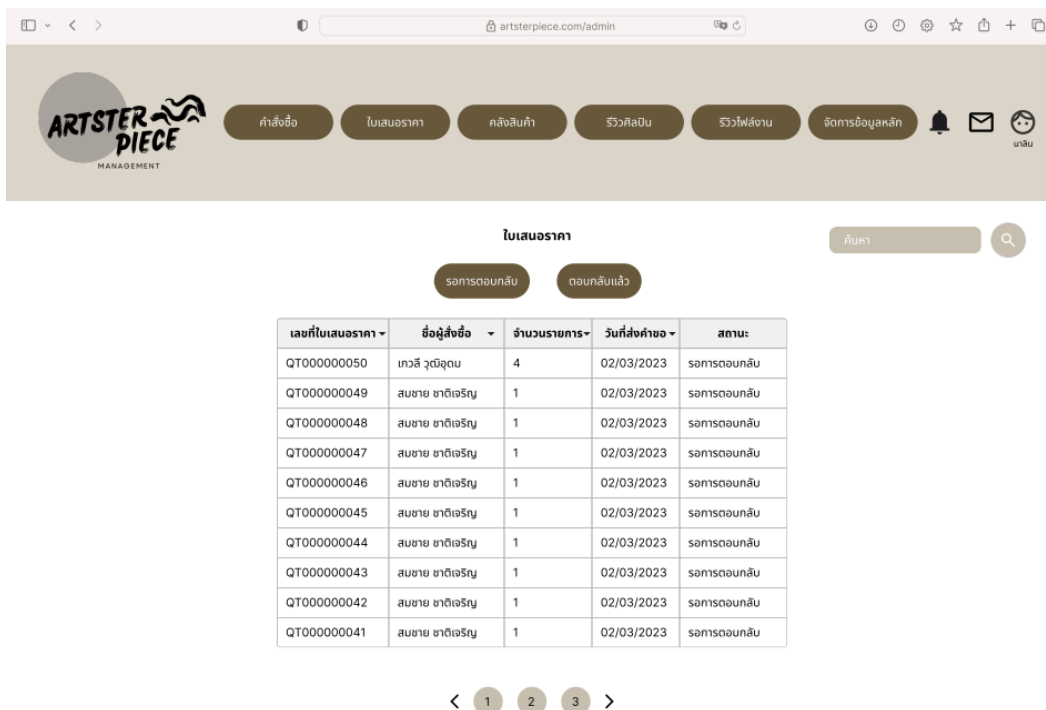 artsterpiece.com/admin
ARTSTER
PIECE
MANAGEMENT
คำสั่งซื้อ ใบเสนอราคา คลังสินค้า รีวิวศิลปิน รีวิวไฟล์งาน จัดการข้อมูลหลัก
นาลิน
ใบเสนอราคา
ค้นหา
รอการตอบกลับ ตอบกลับแล้ว
เลขที่ใบเสนอราคา ชื่อผู้สั่งซื้อ จำนวนรายการ วันที่ส่งคำขอ สถานะ
QT000000050 เกวลี วุฒิอุดม 4 02/03/2023 รอการตอบกลับ
QT000000049 สมชาย ชาติเจริญ 1 02/03/2023 รอการตอบกลับ
QT000000048 สมชาย ชาติเจริญ 1 02/03/2023 รอการตอบกลับ
QT000000047 สมชาย ชาติเจริญ 1 02/03/2023 รอการตอบกลับ
QT000000046 สมชาย ชาติเจริญ 1 02/03/2023 รอการตอบกลับ
QT000000045 สมชาย ชาติเจริญ 1 02/03/2023 รอการตอบกลับ
QT000000044 สมชาย ชาติเจริญ 1 02/03/2023 รอการตอบกลับ
QT000000043 สมชาย ชาติเจริญ 1 02/03/2023 รอการตอบกลับ
QT000000042 สมชาย ชาติเจริญ 1 02/03/2023 รอการตอบกลับ
QT000000041 สมชาย ชาติเจริญ 1 02/03/2023 รอการตอบกลับ
1 2 3